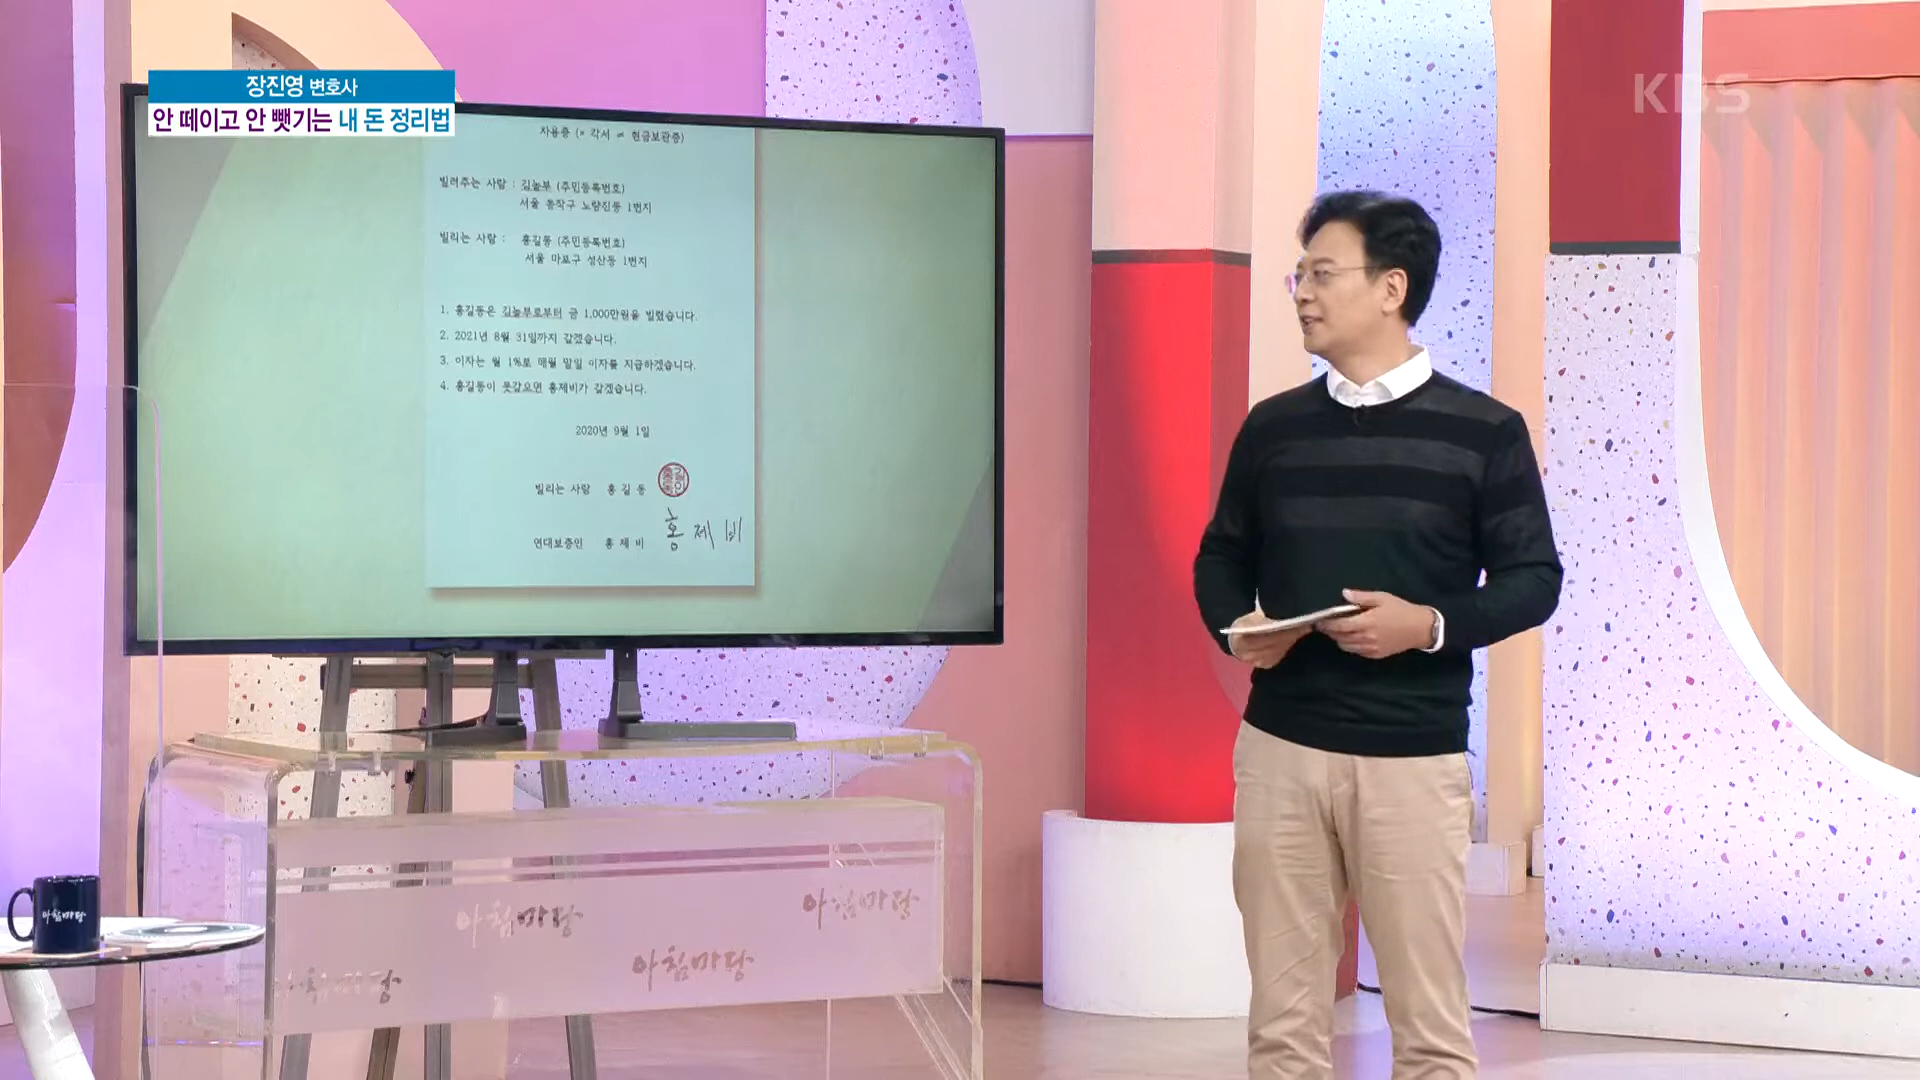 장진영 변호사
안 떼이고 안 뺏기는 내 돈 정리법
KBS
차용증 (× 각서 ≠ 현금보관증)
빌려주는 사람 : 김놀부 (주민등록번호)
서울 동작구 노량진동 1번지
빌리는 사람 : 홍길동 (주민등록번호)
서울 마포구 성산동 1번지
1. 홍길동은 김놀부로부터 금 1,000만원을 빌렸습니다.
2. 2021년 8월 31일까지 갚겠습니다.
3. 이자는 월 1%로 매월 말일 이자를 지급하겠습니다.
4. 홍길동이 못갚으면 홍제비가 갚겠습니다.
2020년 9월 1일
빌리는 사람 홍 길 동
연대보증인 홍 제 비 홍 제 비
아침마당
아침마당
아침마당
아침마당
아침마당